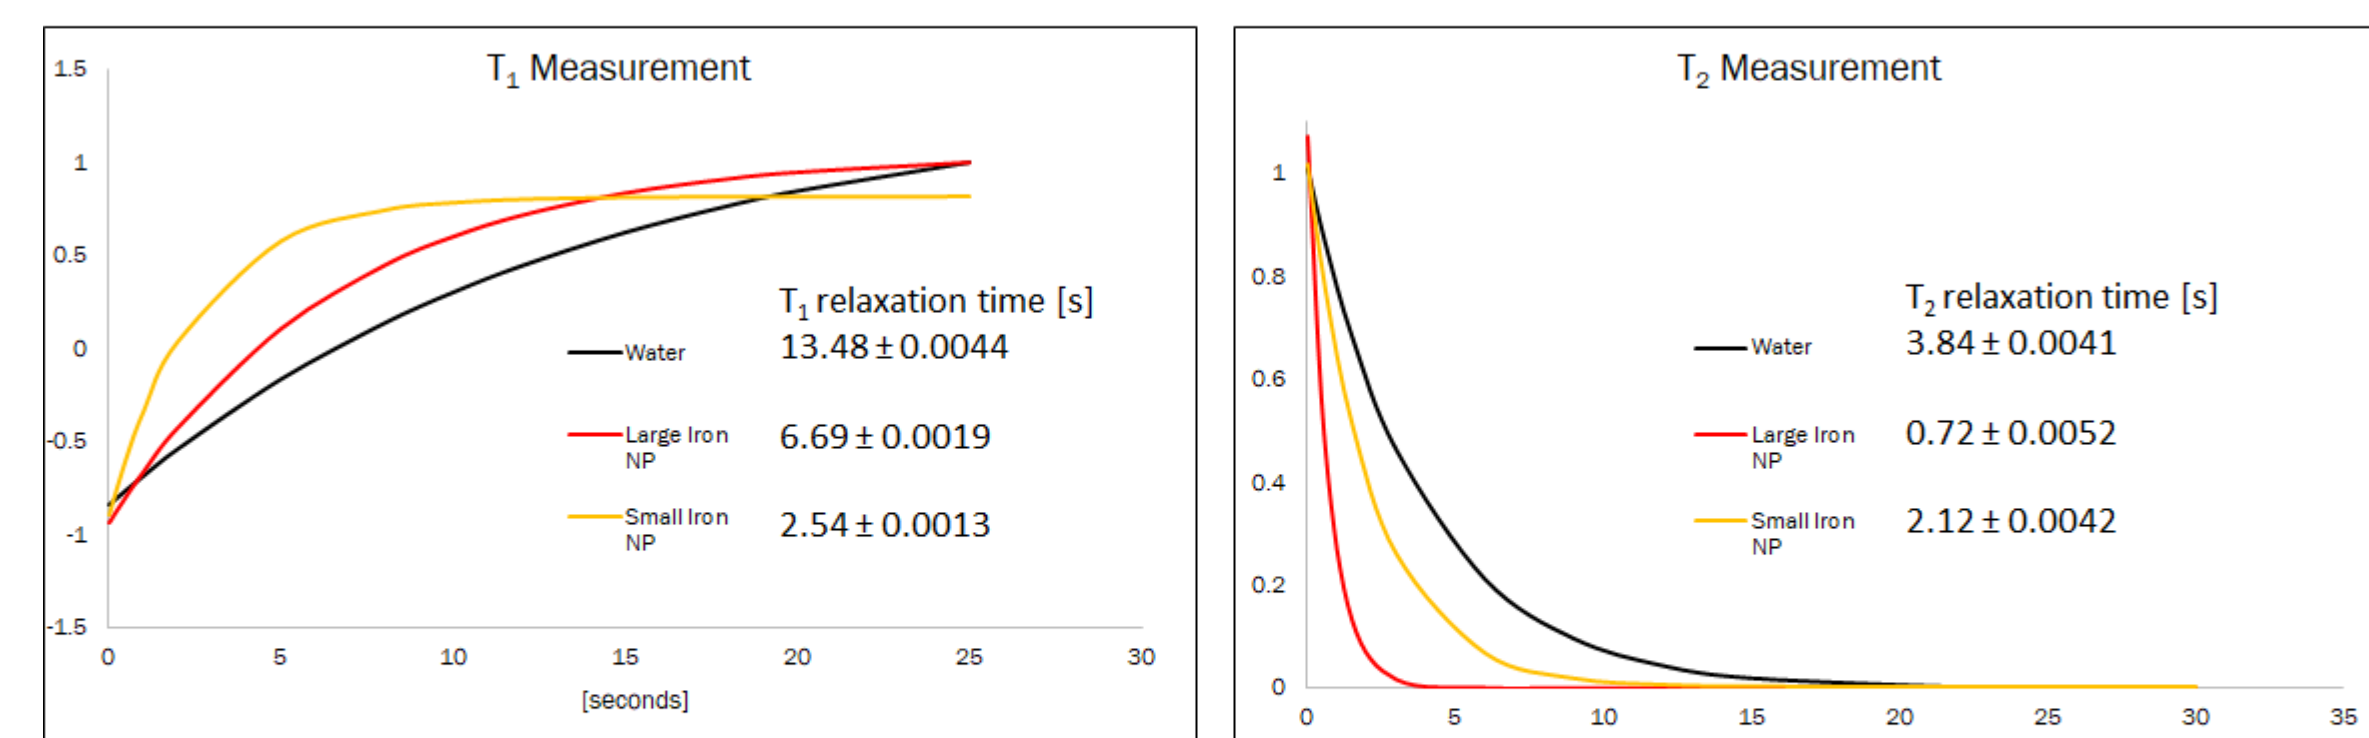 T₁ Measurement
1.5
1
0.5
0
-0.5
-1
-1.5
0 5 10 15 20 25 30
[seconds]
T₁ relaxation time [s]
Water 13.48 ± 0.0044
Large Iron 6.69 ± 0.0019
NP
Small Iron 2.54 ± 0.0013
NP
T₂ Measurement
1
0.8
0.6
0.4
0.2
0
0 5 10 15 20 25 30 35
T₂ relaxation time [s]
Water 3.84 ± 0.0041
Large Iron 0.72 ± 0.0052
NP
Small Iron 2.12 ± 0.0042
NP